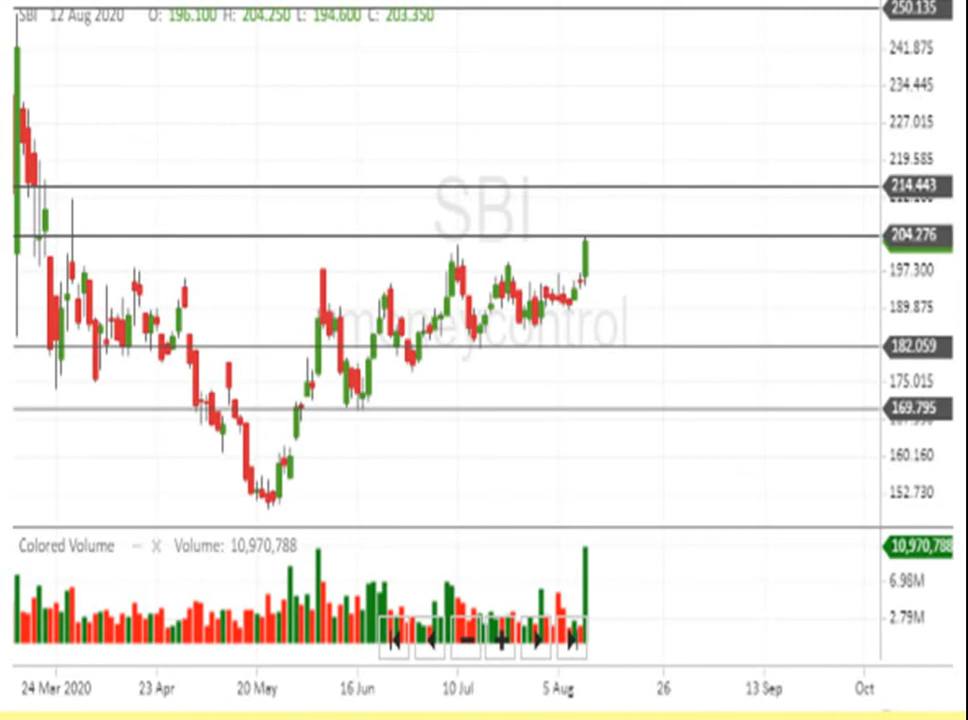 SBI 12 Aug 2020 O: 196.100 H: 204.250 L: 194.600 C: 203.350
250.135
241.875
234.445
227.015
219.585
214.443
SBI
204.276
197.300
189.875
moneycontrol
182.059
175.015
169.795
160.160
152.730
Colored Volume – X Volume: 10,970,788
10,970,788
6.98M
2.79M
24 Mar 2020 23 Apr 20 May 16 Jun 10 Jul 5 Aug 26 13 Sep Oct